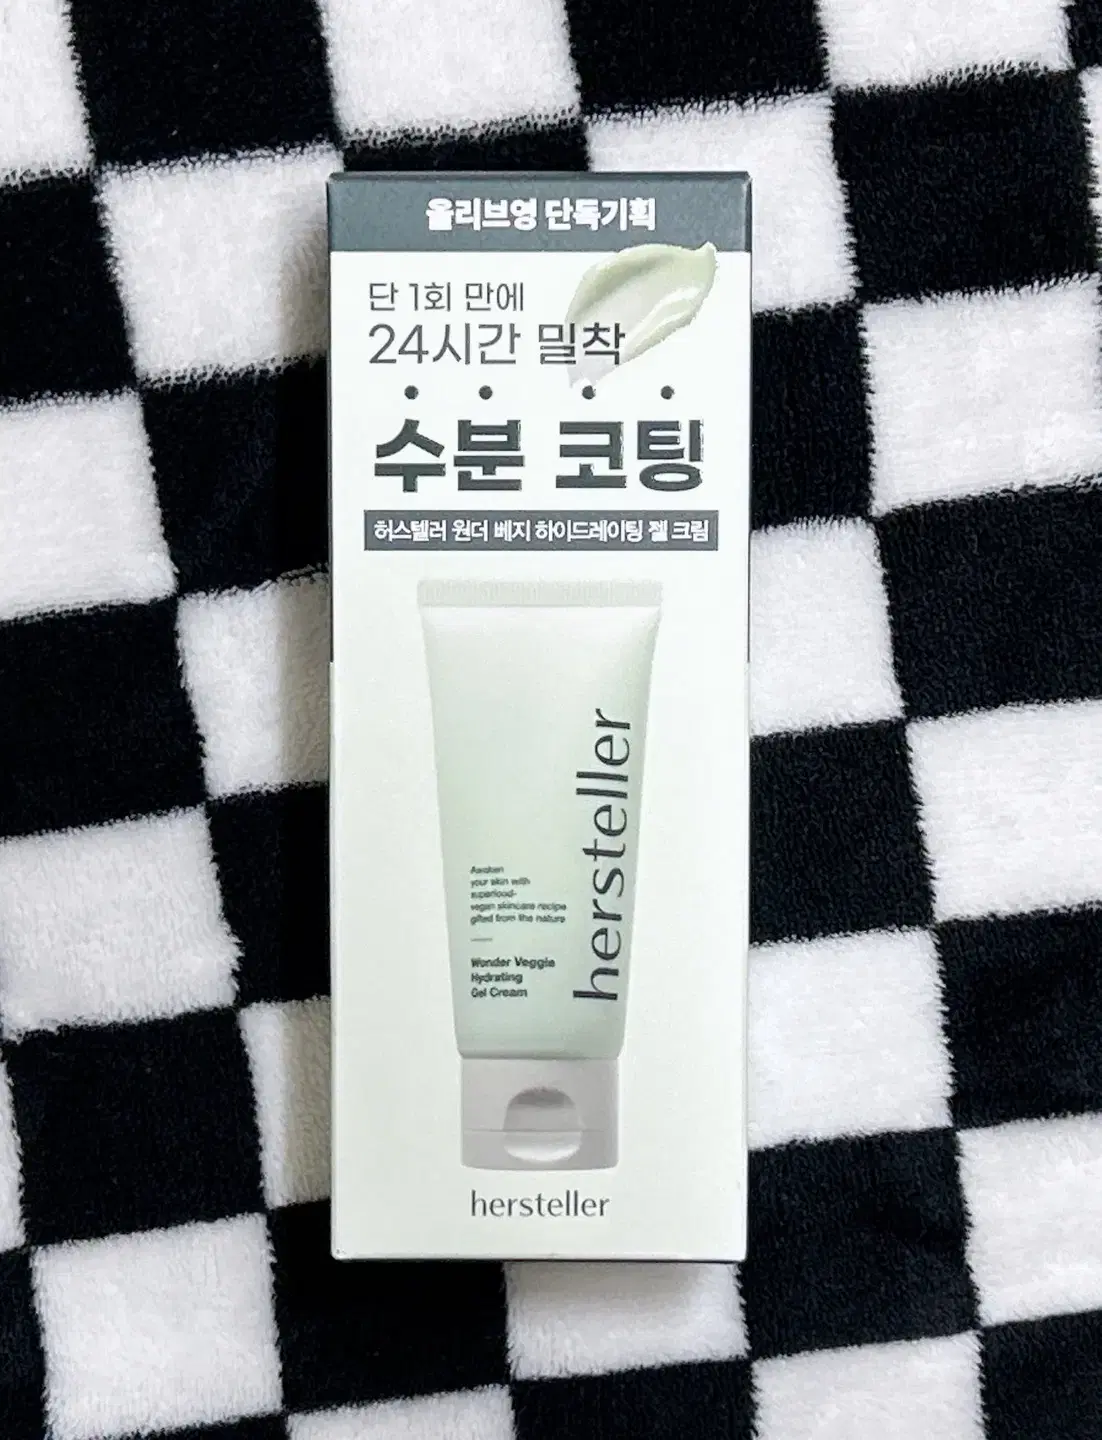 올리브영 단독기획
단 1회 만에
24시간 밀착
수분 코팅
허스텔러 원더 베지 하이드레이팅 젤 크림
hersteller
Awaken
your skin with
superfood-
vegan skincare recipe
gifted from the nature
Wonder Veggie
Hydrating
Gel Cream
hersteller